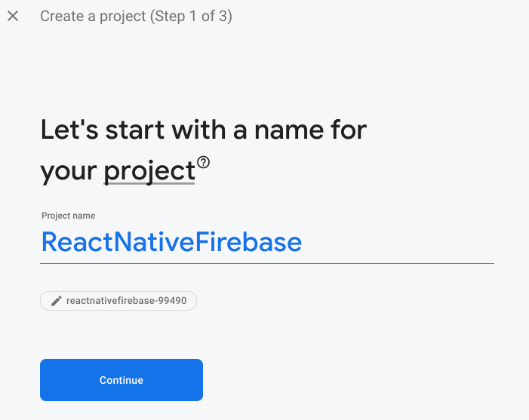 Create a project (Step 1 of 3)
Let's start with a name for
your project
Project name
ReactNativeFirebase
reactnativefirebase-99490
Continue